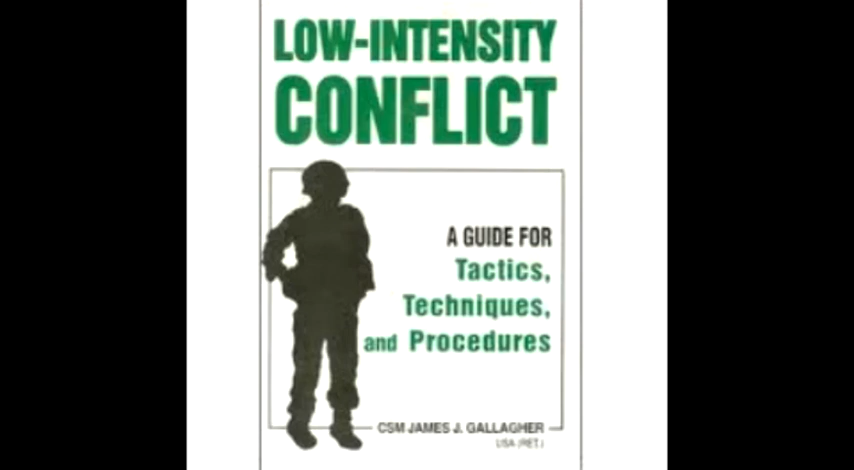 LOW-INTENSITY
CONFLICT
A GUIDE FOR
Tactics,
Techniques,
and Procedures
CSM JAMES J. GALLAGHER
USA (RET.)